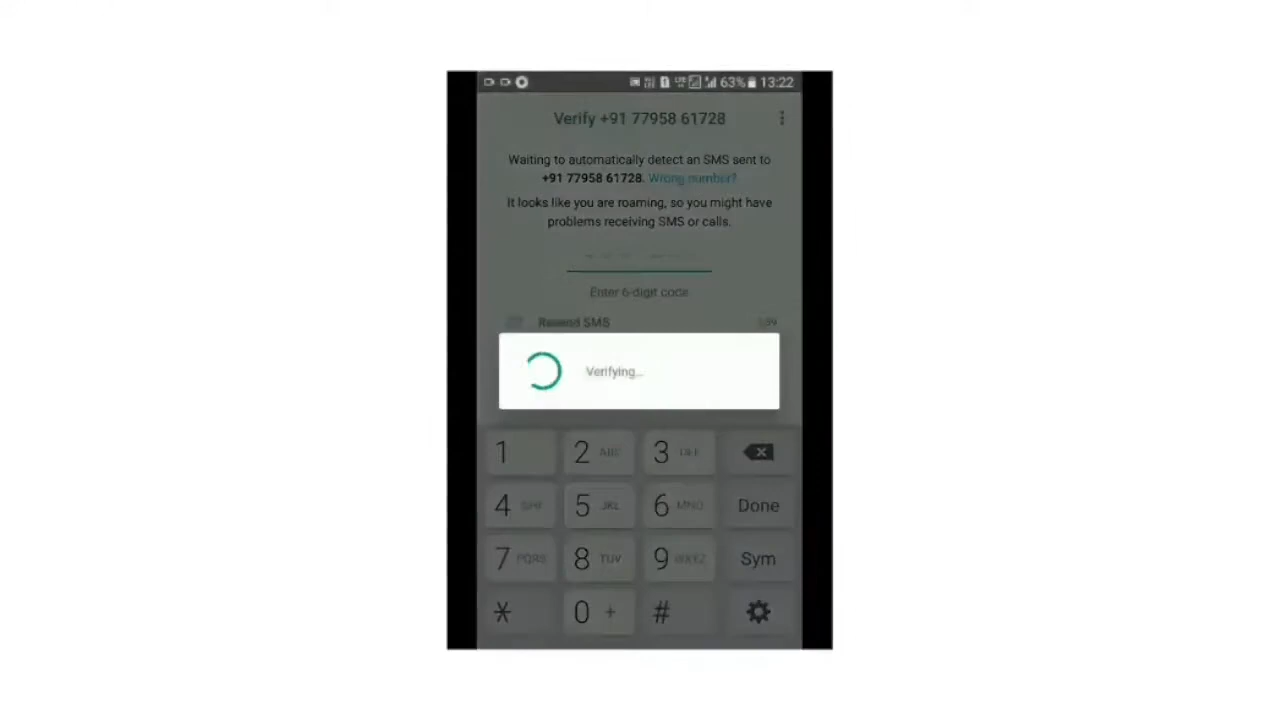 63% 13:22
Verify +91 77958 61728
Waiting to automatically detect an SMS sent to
+91 77958 61728. Wrong number?
It looks like you are roaming, so you might have
problems receiving SMS or calls.
Enter 6-digit code
Resend SMS
Verifying...
1 2 ABC 3 DEF
4 GHI 5 JKL 6 MNO Done
7 PQRS 8 TUV 9 WXYZ Sym
* 0 + #